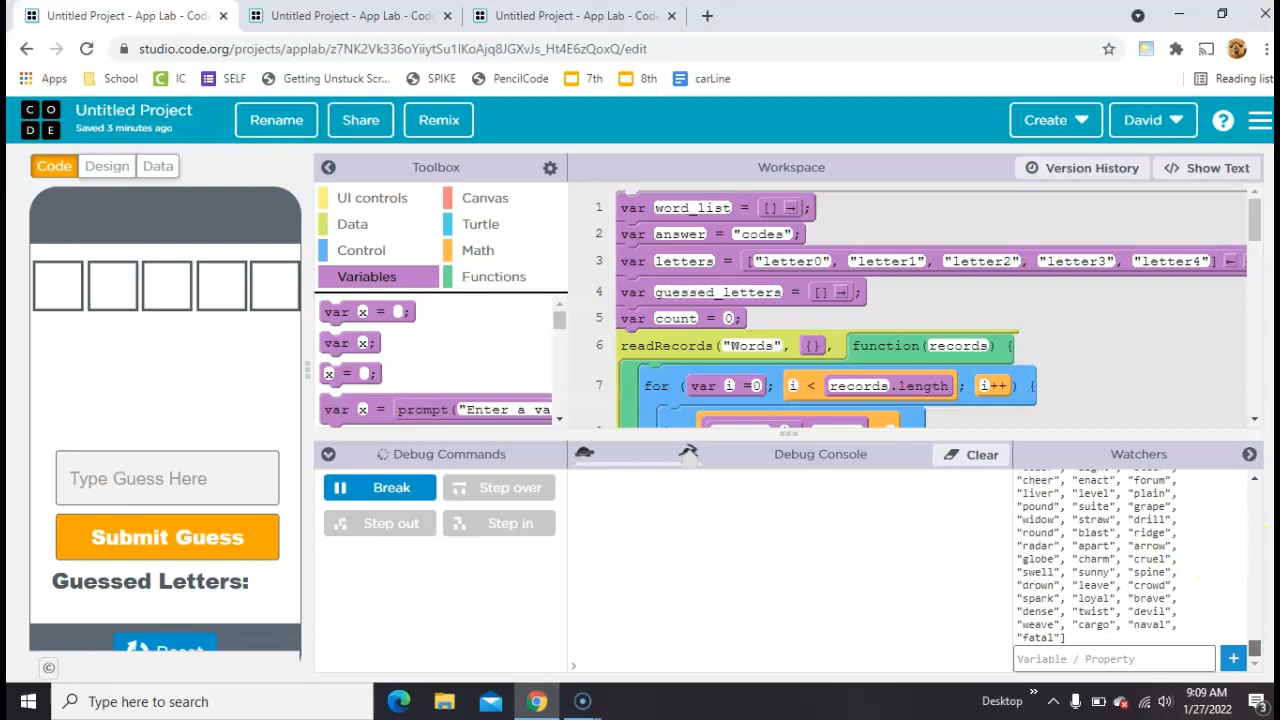 Untitled Project - App Lab - Cod
Untitled Project - App Lab - Code
Untitled Project - App Lab - Code
studio.code.org/projects/applab/z7NK2Vk336oYiiytSu1IKoAjq8JGXvJs_Ht4E6zQoxQ/edit
Apps
School
IC
SELF
Getting Unstuck Scr...
SPIKE
PencilCode
7th
8th
carLine
Reading list
CODE
Untitled Project
Saved 3 minutes ago
Rename
Share
Remix
Create
David
?
Code
Design
Data
Toolbox
Workspace
Version History
</> Show Text
UI controls
Canvas
Data
Turtle
Control
Math
Variables
Functions
var x = ;
var x;
x = ;
var x = prompt("Enter a va
1 var word_list = [];
2 var answer = "codes";
3 var letters = ["letter0", "letter1", "letter2", "letter3", "letter4"]
4 var guessed_letters = [];
5 var count = 0;
6 readRecords("Words", {}, function(records) {
7 for (var i =0; i < records.length; i++) {
Type Guess Here
Submit Guess
Guessed Letters:
Reset
Debug Commands
Break
Step over
Step out
Step in
Debug Console
Clear
Watchers
"cheer", "enact", "forum",
"liver", "level", "plain",
"pound", "suite", "grape",
"widow", "straw", "drill",
"round", "blast", "ridge",
"radar", "apart", "arrow",
"globe", "charm", "cruel",
"swell", "sunny", "spine",
"drown", "leave", "crowd",
"spark", "loyal", "brave",
"dense", "twist", "devil",
"weave", "cargo", "naval",
"fatal"]
Variable / Property
+
>
©
Type here to search
Desktop
9:09 AM
1/27/2022
3